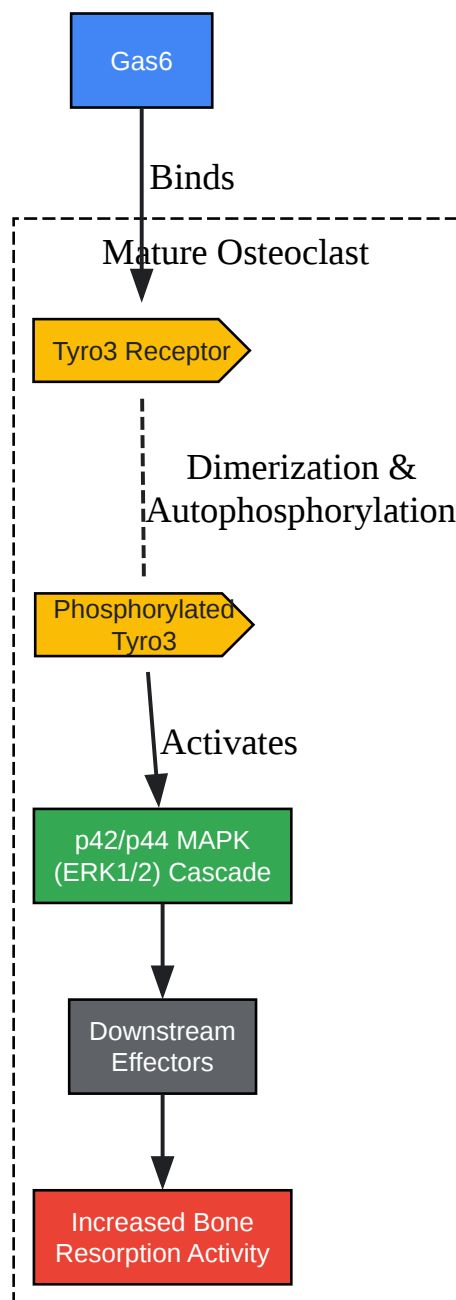 Gas6
Binds
Mature Osteoclast
Tyro3 Receptor
Dimerization &
Autophosphorylation
Phosphorylated
Tyro3
Activates
p42/p44 MAPK
(ERK1/2) Cascade
Downstream
Effectors
Increased Bone
Resorption Activity